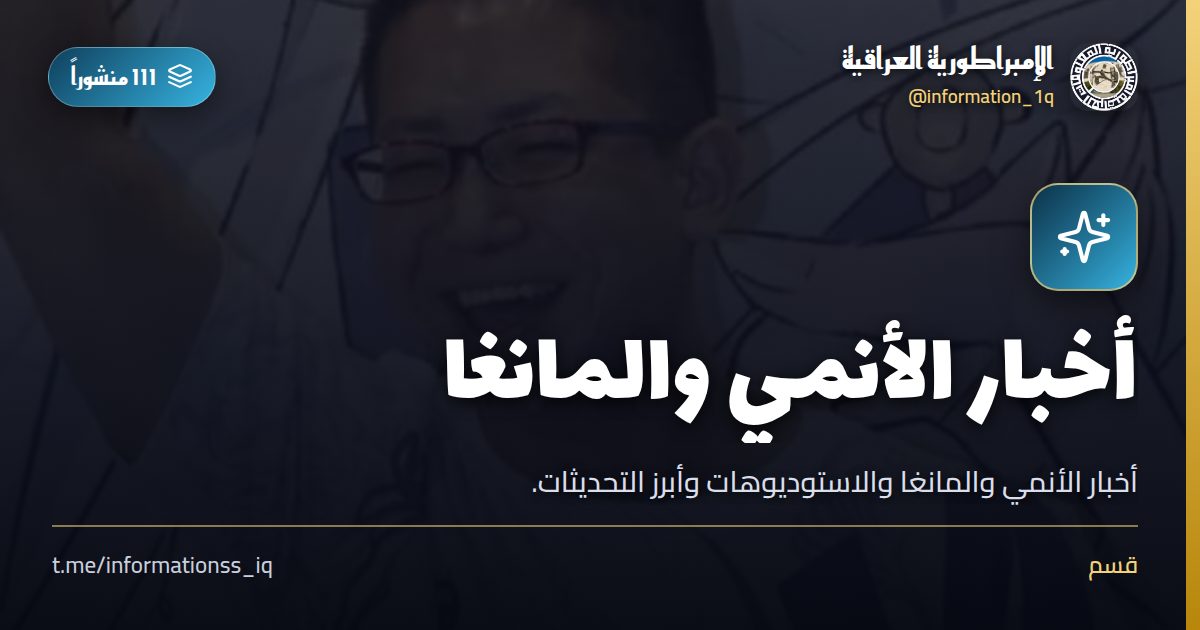 الإمبراطورية العراقية
@information_1q
111 منشوراً
أخبار الأنمي والمانغا
أخبار الأنمي والمانغا والاستوديوهات وأبرز التحديثات.
قسم
t.me/informationss_iq